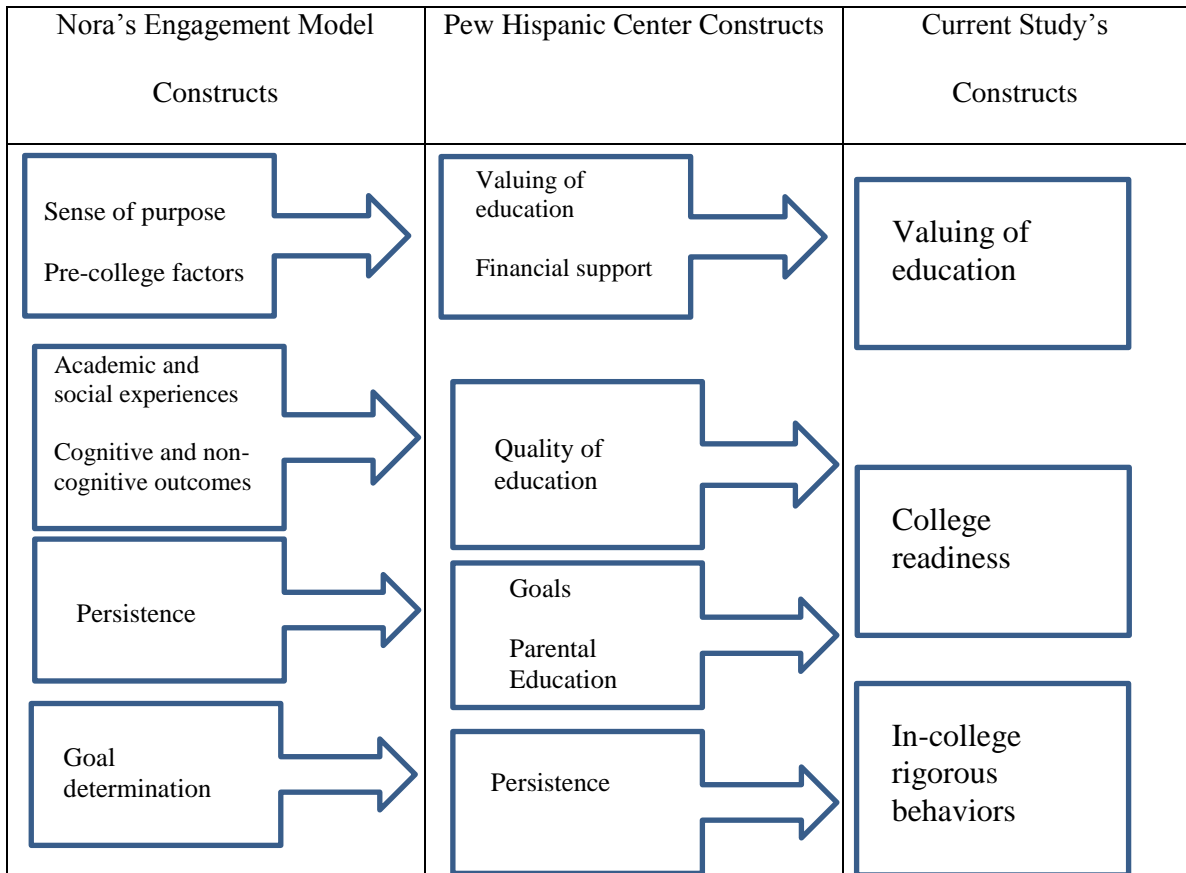 Nora’s Engagement Model
Constructs
Pew Hispanic Center Constructs
Current Study’s
Constructs
Sense of purpose
Pre-college factors
Academic and
social experiences
Cognitive and non-
cognitive outcomes
Persistence
Goal
determination
Valuing of
education
Financial support
Quality of
education
Goals
Parental
Education
Persistence
Valuing of
education
College
readiness
In-college
rigorous
behaviors